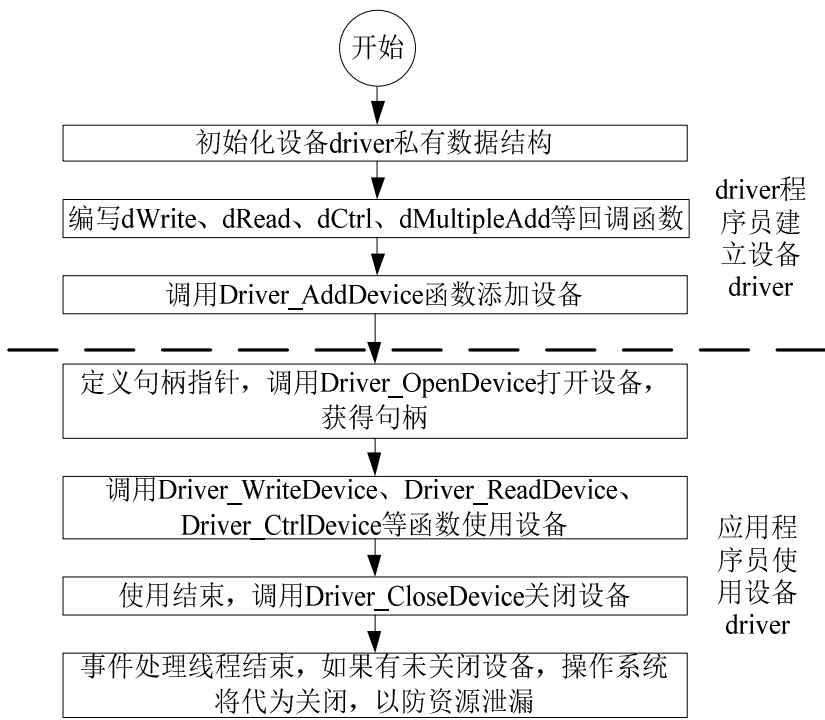 开始
初始化设备driver私有数据结构
编写dWrite、dRead、dCtrl、dMultipleAdd等回调函数
调用Driver_AddDevice函数添加设备
driver程
序员建
立设备
driver
定义句柄指针，调用Driver_OpenDevice打开设备，
获得句柄
调用Driver_WriteDevice、Driver_ReadDevice、
Driver_CtrlDevice等函数使用设备
使用结束，调用Driver_CloseDevice关闭设备
事件处理线程结束，如果有未关闭设备，操作系统
将代为关闭，以防资源泄漏
应用程
序员使
用设备
driver